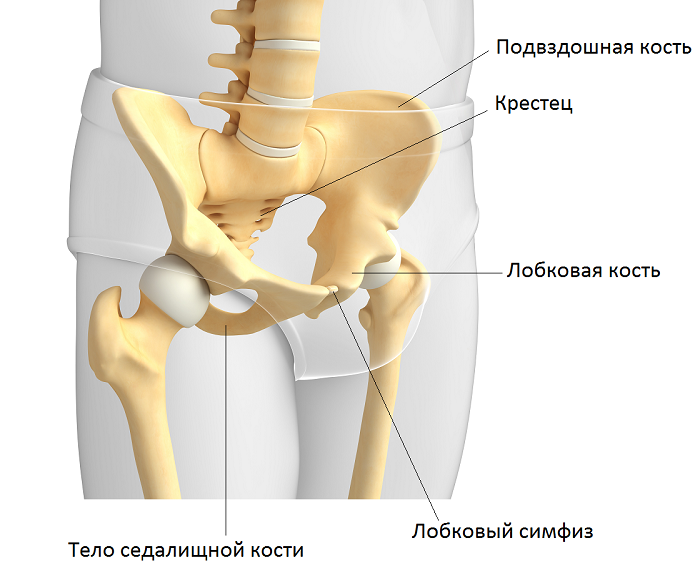 Подвздошная кость
Крестец
Лобковая кость
Лобковый симфиз
Тело седалищной кости